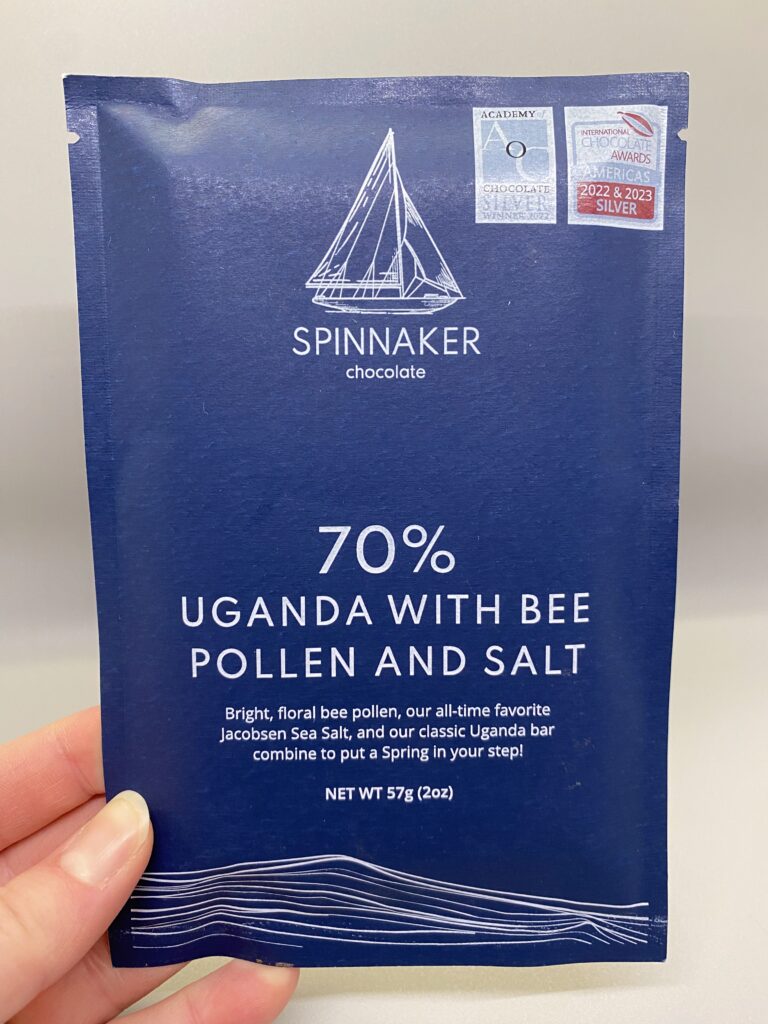 ACADEMY of
A O C
CHOCOLATE
SILVER
WINNER 2022
INTERNATIONAL
CHOCOLATE
AWARDS
AMERICAS
2022 & 2023
SILVER
SPINNAKER
chocolate
70%
UGANDA WITH BEE
POLLEN AND SALT
Bright, floral bee pollen, our all-time favorite
Jacobsen Sea Salt, and our classic Uganda bar
combine to put a Spring in your step!
NET WT 57g (2oz)